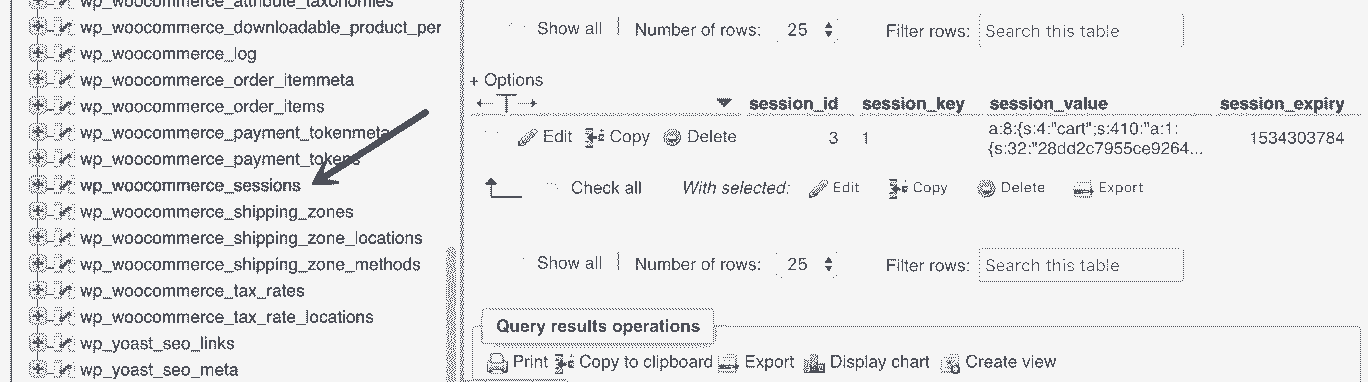 wp_woocommerce_attribute_taxonomies
wp_woocommerce_downloadable_product_per
wp_woocommerce_log
wp_woocommerce_order_itemmeta
wp_woocommerce_order_items
wp_woocommerce_payment_tokenmeta
wp_woocommerce_payment_tokens
wp_woocommerce_sessions
wp_woocommerce_shipping_zones
wp_woocommerce_shipping_zone_locations
wp_woocommerce_shipping_zone_methods
wp_woocommerce_tax_rates
wp_woocommerce_tax_rate_locations
wp_yoast_seo_links
wp_yoast_seo_meta
Show all | Number of rows: 25 Filter rows: Search this table
+ Options
←T→ session_id session_key session_value session_expiry
Edit Copy Delete 3 1 a:8:{s:4:"cart";s:410:"a:1: 1534303784
{s:32:"28dd2c7955ce9264...
Check all With selected: Edit Copy Delete Export
Show all | Number of rows: 25 Filter rows: Search this table
Query results operations
Print Copy to clipboard Export Display chart Create view